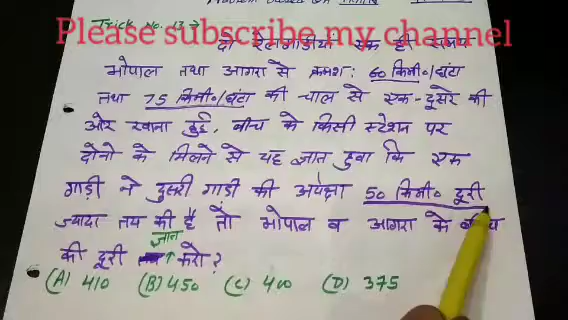 Trick No. 13 →
Please subscribe my channel
दो रेलगाडीयां एक ही समय
भोपाल तथा आगरा से क्रमश: 60 किमी०/घंटा
तथा 75 किमी०/घंटा की चाल से एक-दूसरे की
ओर रवाना हुई, बीच के किसी स्टेशन पर
दोनो के मिलने से यह ज्ञात हुवा कि एक
गाड़ी ने दुसरी गाडी की अपेक्षा 50 किमी० दूरी
ज्यादा तय की है तो भोपाल व आगरा के बीच
की दूरी ज्ञात करो?
(A) 410 (B) 450 (C) 400 (D) 375